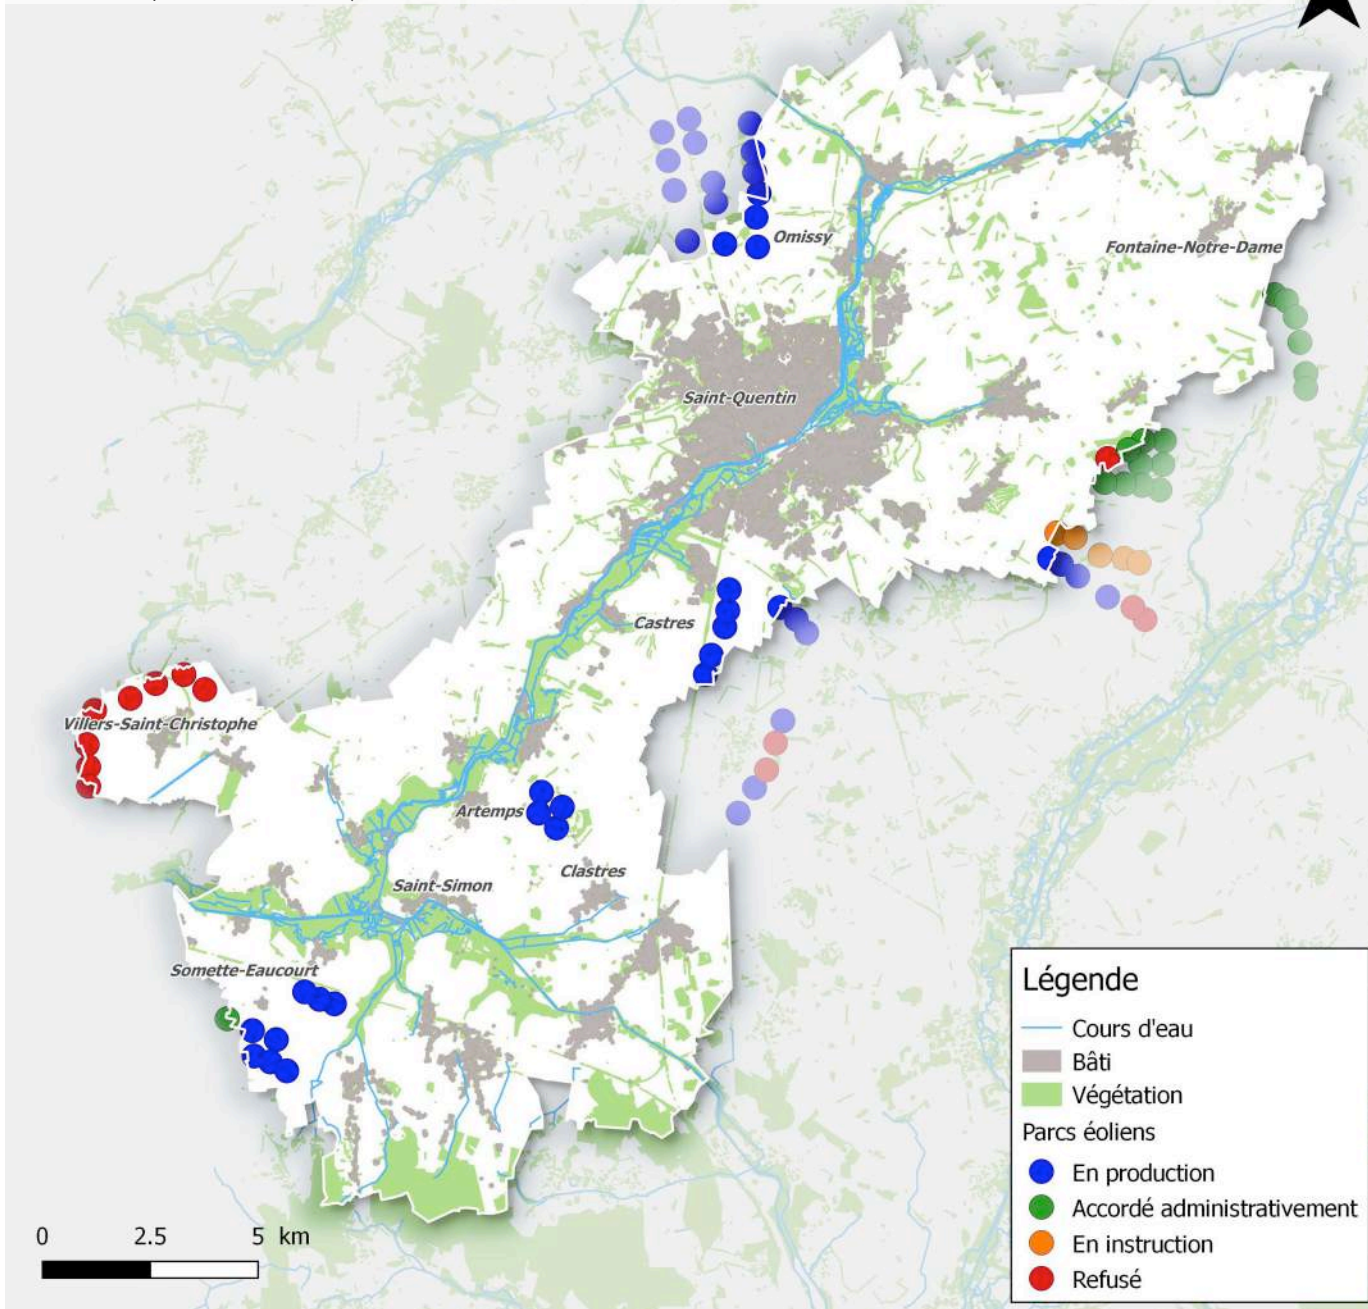 Omissy
Fontaine-Notre-Dame
Saint-Quentin
Castres
Villers-Saint-Christophe
Artemps
Clastres
Saint-Simon
Somette-Eaucourt
Légende
Cours d'eau
Bâti
Végétation
Parcs éoliens
En production
Accordé administrativement
En instruction
Refusé
0 2.5 5 km